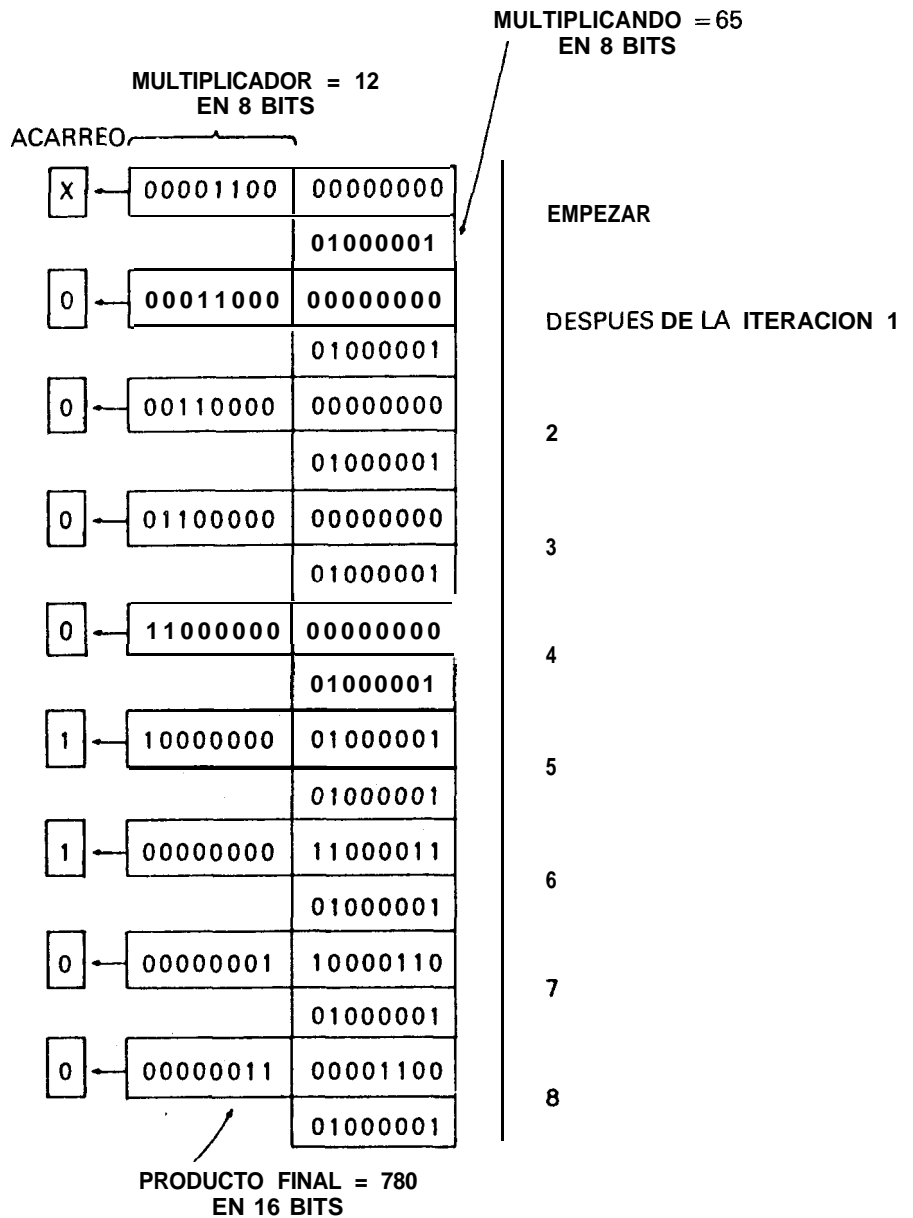 MULTIPLICANDO = 65
EN 8 BITS
MULTIPLICADOR = 12
EN 8 BITS
ACARREO
X 00001100 00000000
EMPEZAR
01000001
0 00011000 00000000
DESPUES DE LA ITERACION 1
01000001
0 00110000 00000000
2
01000001
0 01100000 00000000
3
01000001
0 11000000 00000000
4
01000001
1 10000000 01000001
5
01000001
1 00000000 11000011
6
01000001
0 00000001 10000110
7
01000001
0 00000011 00001100
8
01000001
PRODUCTO FINAL = 780
EN 16 BITS